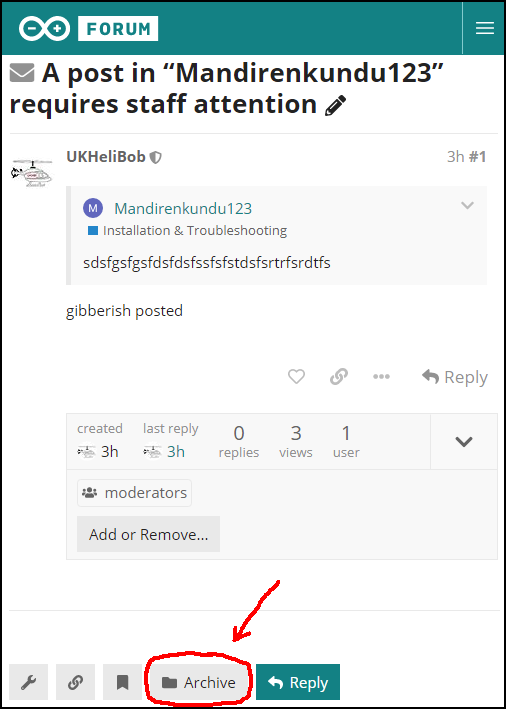 FORUM
A post in “Mandirenkundu123”
requires staff attention
UKHeliBob 3h #1
M Mandirenkundu123
Installation & Troubleshooting
sdsfgsfgsfdsfdsfssfsfstdsfsrtrfsrdtfs
gibberish posted
Reply
created last reply 0 3 1
3h 3h replies views user
moderators
Add or Remove...
Archive Reply